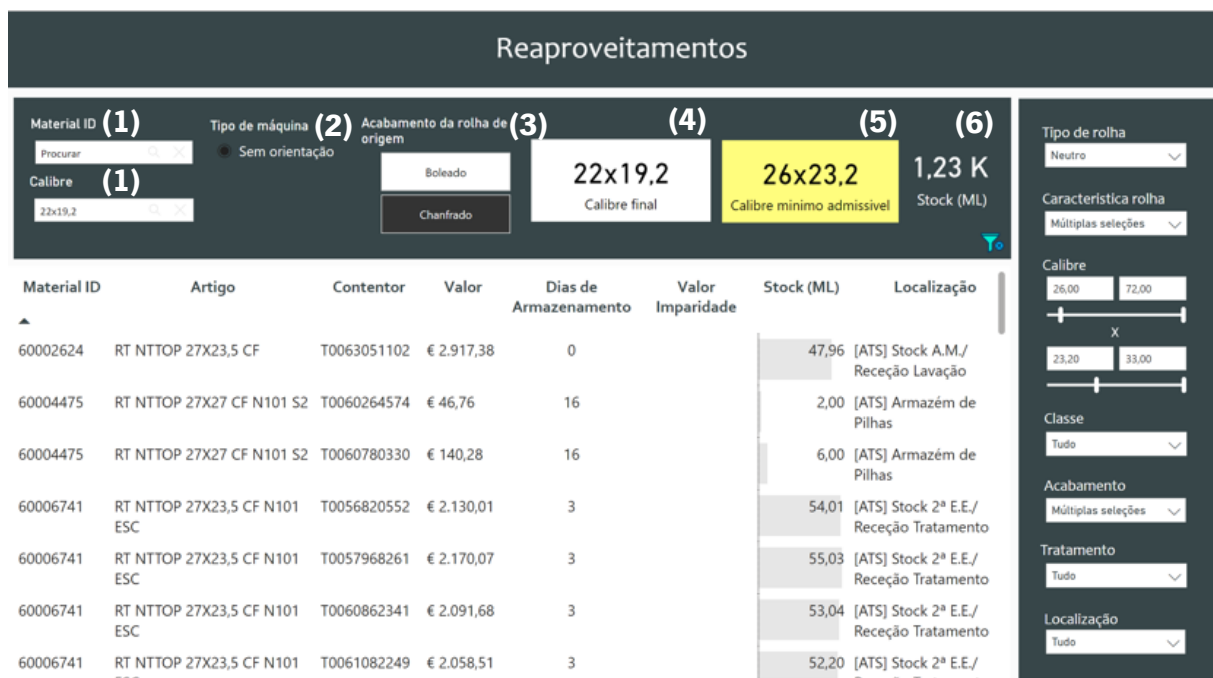 Reaproveitamentos
Material ID (1)
Procurar
Calibre (1)
22x19,2
Tipo de máquina (2)
Sem orientação
Acabamento da rolha de (3)
origem
Boleado
Chanfrado
(4)
22x19,2
Calibre final
(5)
26x23,2
Calibre minimo admissivel
(6)
1,23 K
Stock (ML)
Material ID Artigo Contentor Valor Dias de Armazenamento Valor Imparidade Stock (ML) Localização
60002624 RT NTTOP 27X23,5 CF T0063051102 € 2.917,38 0 47,96 [ATS] Stock A.M./
Receção Lavação
60004475 RT NTTOP 27X27 CF N101 S2 T0060264574 € 46,76 16 2,00 [ATS] Armazém de
Pilhas
60004475 RT NTTOP 27X27 CF N101 S2 T0060780330 € 140,28 16 6,00 [ATS] Armazém de
Pilhas
60006741 RT NTTOP 27X23,5 CF N101 T0056820552 € 2.130,01 3 54,01 [ATS] Stock 2ª E.E./
ESC Receção Tratamento
60006741 RT NTTOP 27X23,5 CF N101 T0057968261 € 2.170,07 3 55,03 [ATS] Stock 2ª E.E./
ESC Receção Tratamento
60006741 RT NTTOP 27X23,5 CF N101 T0060862341 € 2.091,68 3 53,04 [ATS] Stock 2ª E.E./
ESC Receção Tratamento
60006741 RT NTTOP 27X23,5 CF N101 T0061082249 € 2.058,51 3 52,20 [ATS] Stock 2ª E.E./
Tipo de rolha
Neutro
Caracteristica rolha
Múltiplas seleções
Calibre
26,00 72,00
X
23,20 33,00
Classe
Tudo
Acabamento
Múltiplas seleções
Tratamento
Tudo
Localização
Tudo